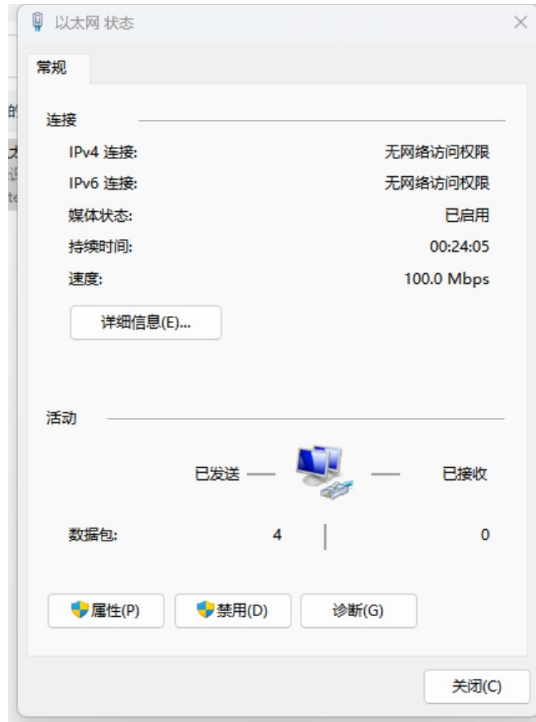 以太网 状态
常规
连接
IPv4 连接: 无网络访问权限
IPv6 连接: 无网络访问权限
媒体状态: 已启用
持续时间: 00:24:05
速度: 100.0 Mbps
详细信息(E)...
活动
已发送 — — 已接收
数据包: 4 0
属性(P) 禁用(D) 诊断(G)
关闭(C)